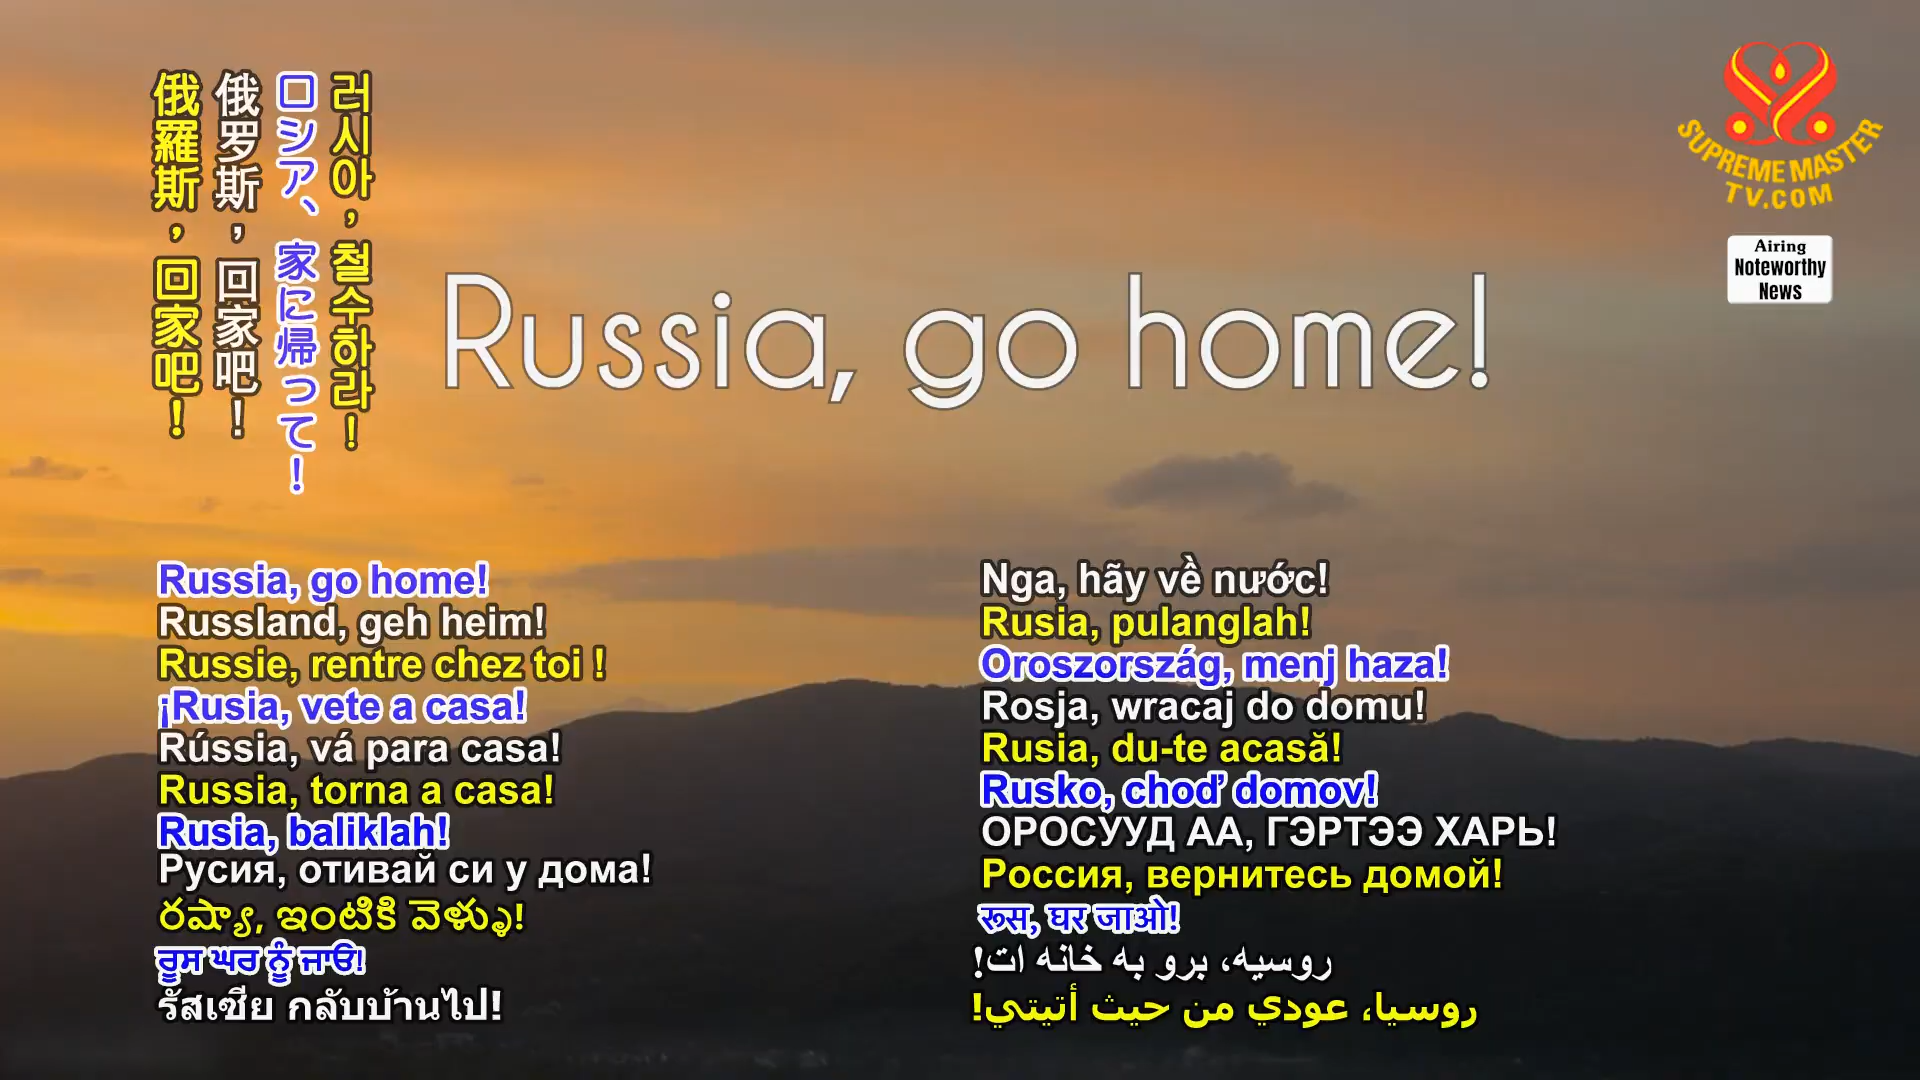 俄羅斯，回家吧！
俄罗斯，回家吧！
ロシア、家に帰って！
러시아, 철수하라!
Russia, go home!
SUPREME MASTER
TV.COM
Airing
Noteworthy
News
Russia, go home!
Russland, geh heim!
Russie, rentre chez toi !
¡Rusia, vete a casa!
Rússia, vá para casa!
Russia, torna a casa!
Rusia, baliklah!
Русия, отивай си у дома!
రష్యా, ఇంటికి వెళ్ళు!
ਰੂਸ ਘਰ ਨੂੰ ਜਾਓ!
รัสเซีย กลับบ้านไป!
Nga, hãy về nước!
Rusia, pulanglah!
Oroszország, menj haza!
Rosja, wracaj do domu!
Rusia, du-te acasă!
Rusko, choď domov!
ОРОСУУД АА, ГЭРТЭЭ ХАРЬ!
Россия, вернитесь домой!
रूस, घर जाओ!
روسیه، برو به خانه ات!
روسيا، عودي من حيث أتيتي!